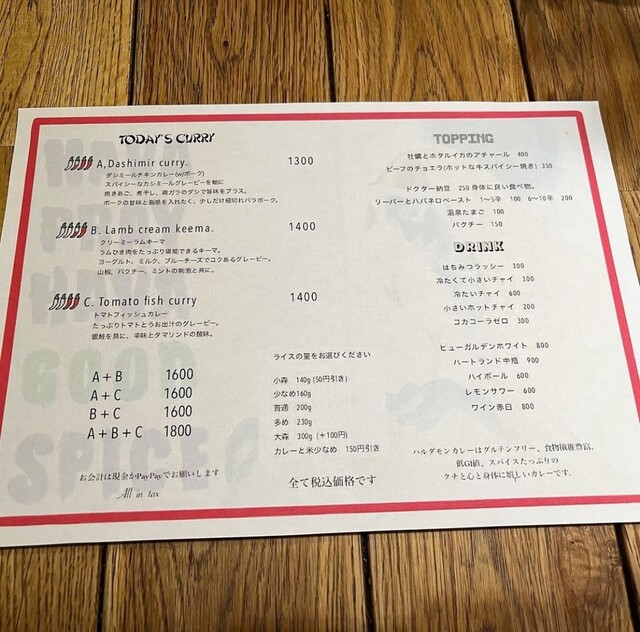 TODAY'S CURRY
A,Dashimir curry. 1300
ダシミールチキンカレー(w/ポーク)
スパイシーなカシミールグレービーを軸に
焼きあご、煮干し、鶏ガラのダシで旨味をプラス。
ポークの甘味と脂感を入れたく、少しだけ細切れバラポーク。
B. Lamb cream keema. 1400
クリーミーラムキーマ
ラムひき肉をたっぷり堪能できるキーマ。
ヨーグルト、ミルク、ブルーチーズでコクあるグレービー。
山椒、パクチー、ミントの刺激と共に。
C. Tomato fish curry 1400
トマトフィッシュカレー
たっぷりトマトとうお出汁のグレービー。
銀鮭を具に、辛味とタマリンドの酸味。
A+B 1600
A+C 1600
B+C 1600
A+B+C 1800
お会計は現金かPayPayでお願いします
All in tax
ライスの量をお選びください
小森 140g (50円引き)
少なめ160g
普通 200g
多め 230g
大森 300g (+100円)
カレーと米少なめ 150円引き
全て税込価格です
TOPPING
牡蠣とホタルイカのアチャール 400
ビーフのチョエラ(ホットな牛スパイシー焼き) 350
ドクター納豆 250 身体に良い食べ物。
リーパーとハバネロペースト 1〜5辛 100 6〜10辛 200
温泉たまご 100
パクチー 150
DRINK
はちみつラッシー 300
冷たくて小さいチャイ 300
冷たいチャイ 600
小さいホットチャイ 200
コカコーラゼロ 300
ヒューガルデンホワイト 800
ハートランド中瓶 900
ハイボール 600
レモンサワー 600
ワイン赤白 800
ハルダモンカレーはグルテンフリー、食物繊維豊富、
低GI値、スパイスたっぷりの
クチと心と身体に嬉しいカレーです。
GOOD
SPICE